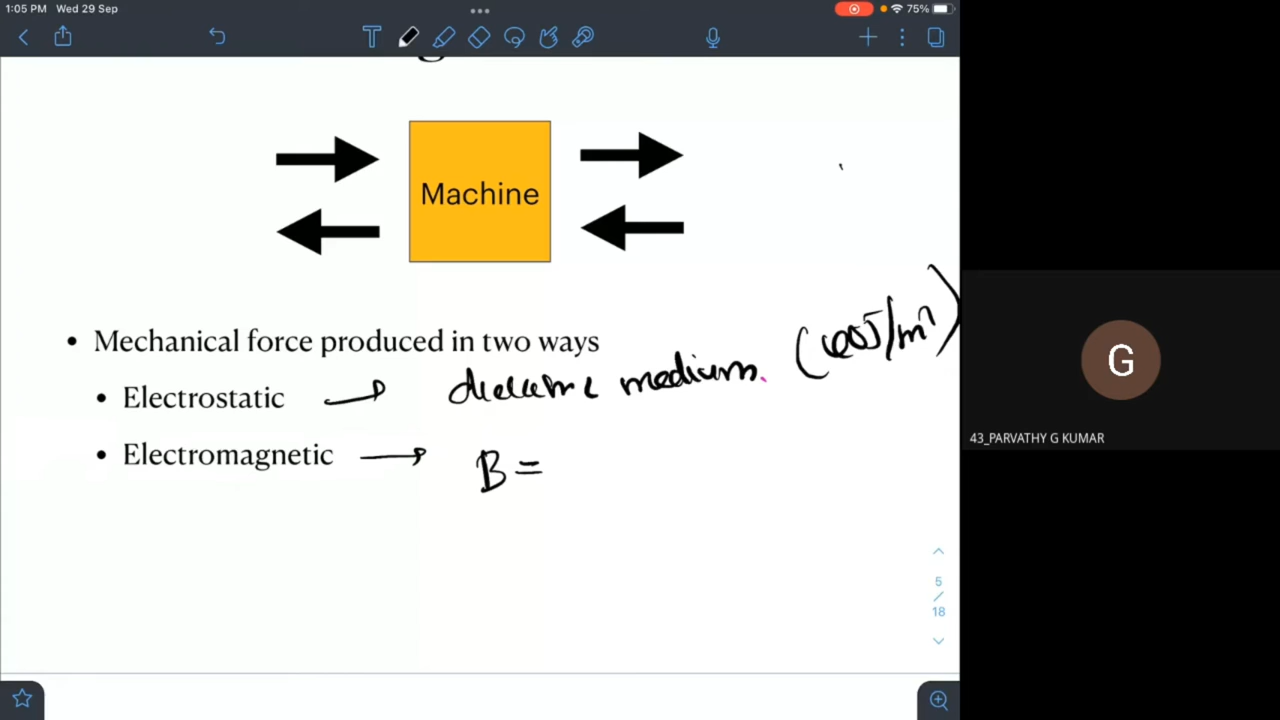 1:05 PM Wed 29 Sep
75%
Machine
• Mechanical force produced in two ways
• Electrostatic → medium.
• Electromagnetic → B =
G
43_PARVATHY G KUMAR
5
/
18